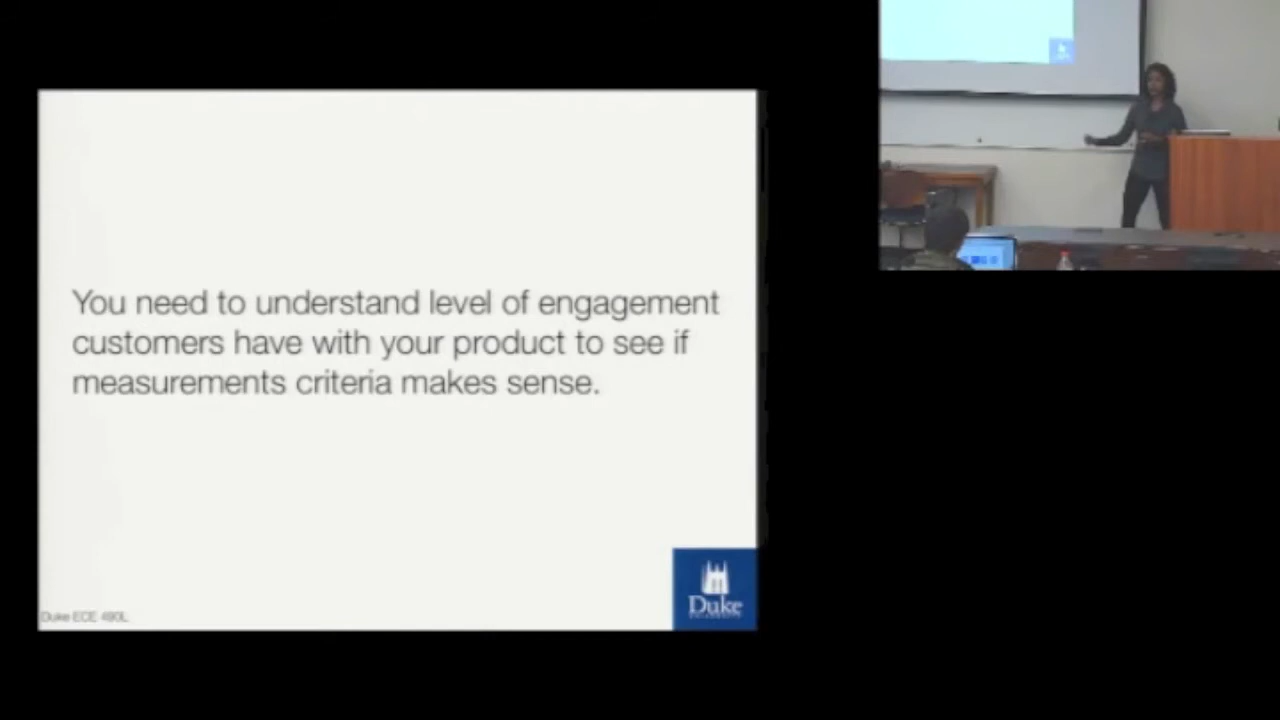 You need to understand level of engagement
customers have with your product to see if
measurements criteria makes sense.
Duke ECE 490L
Duke
UNIVERSITY